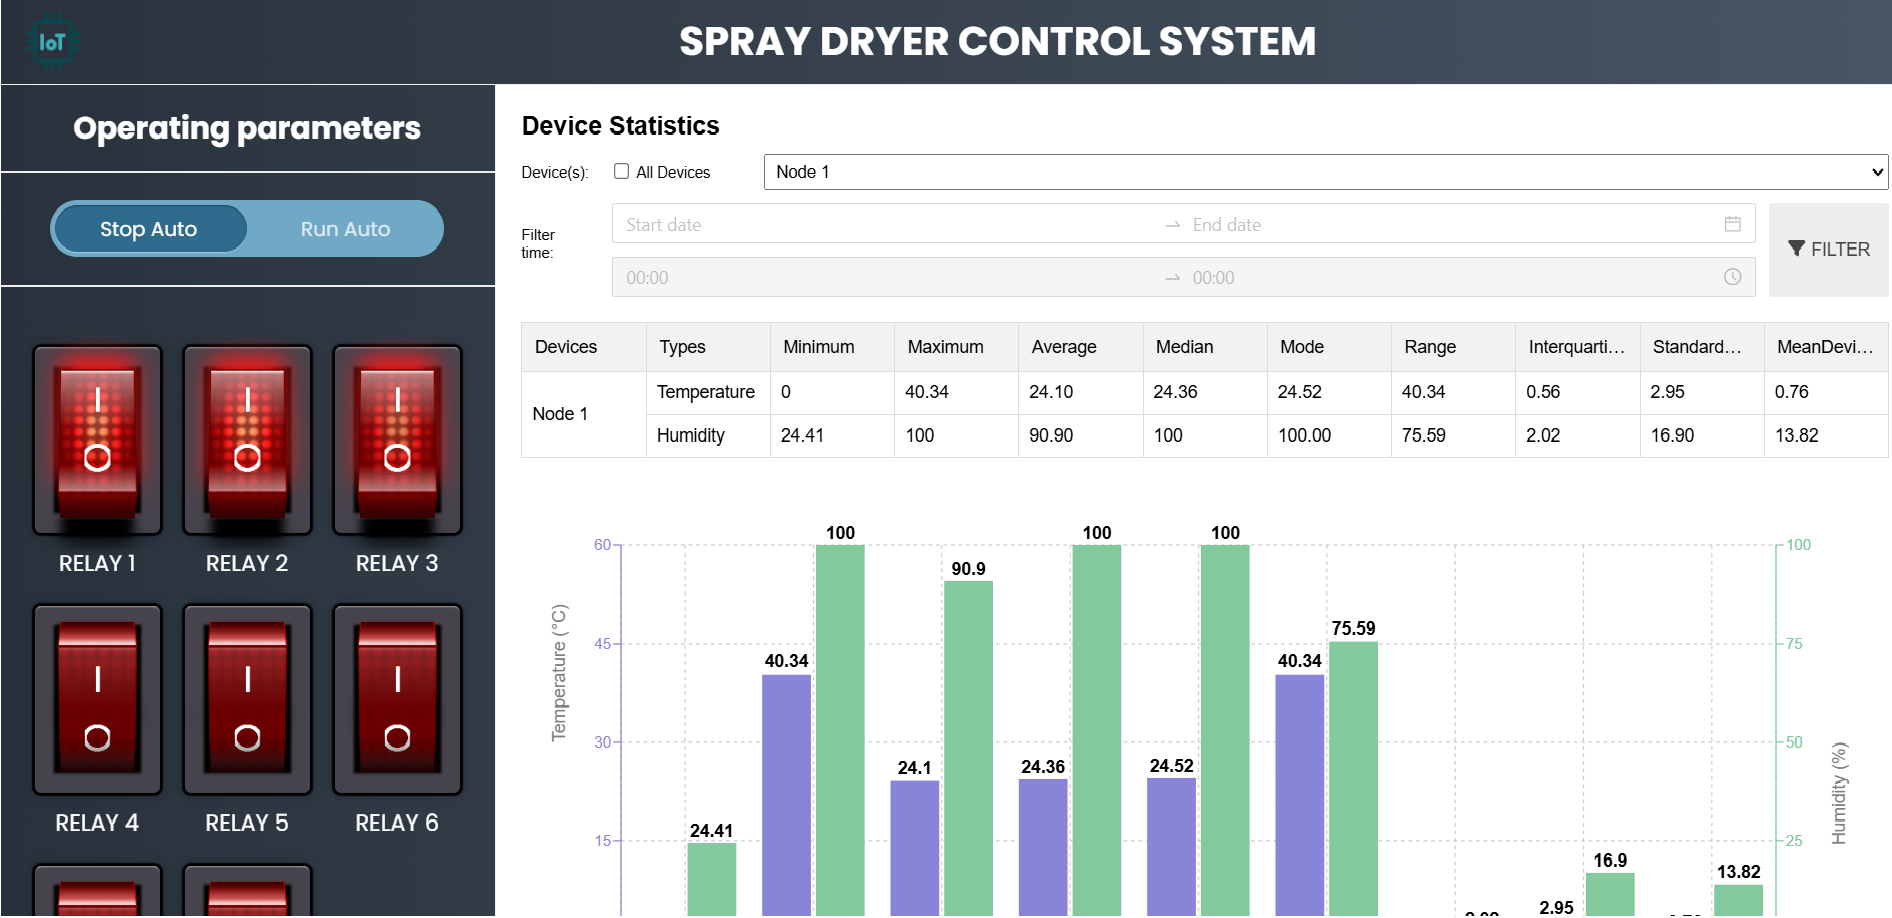 IoT
SPRAY DRYER CONTROL SYSTEM
Operating parameters
Stop Auto Run Auto
RELAY 1 RELAY 2 RELAY 3
RELAY 4 RELAY 5 RELAY 6
Device Statistics
Device(s): All Devices Node 1
Filter time:
Start date → End date
00:00 → 00:00
FILTER
Devices Types Minimum Maximum Average Median Mode Range Interquarti... Standard... MeanDevi...
Node 1
Temperature 0 40.34 24.10 24.36 24.52 40.34 0.56 2.95 0.76
Humidity 24.41 100 90.90 100 100.00 75.59 2.02 16.90 13.82
Temperature (°C)
60
45
30
15
24.41
40.34 100
24.1 90.9
24.36 100
24.52 100
40.34 75.59
2.95 16.9
13.82
100
75
50
25
Humidity (%)